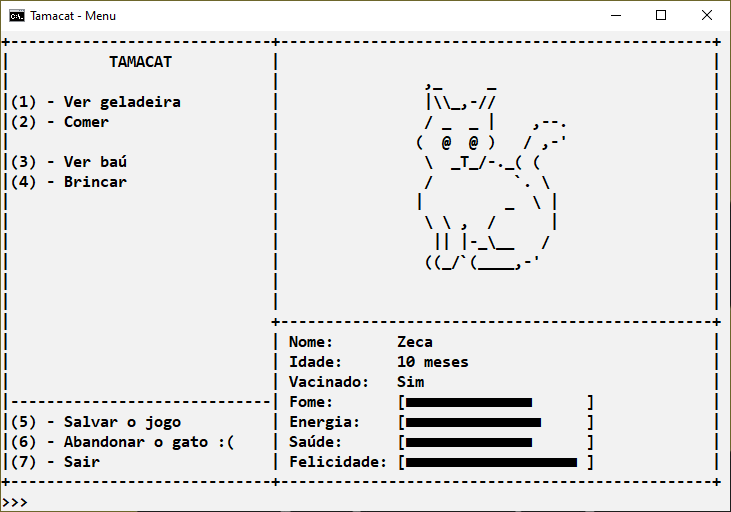 Tamacat - Menu
TAMACAT
(1) - Ver geladeira
(2) - Comer
(3) - Ver baú
(4) - Brincar
(5) - Salvar o jogo
(6) - Abandonar o gato :(
(7) - Sair
Nome: Zeca
Idade: 10 meses
Vacinado: Sim
Fome:
Energia:
Saúde:
Felicidade:
>>>